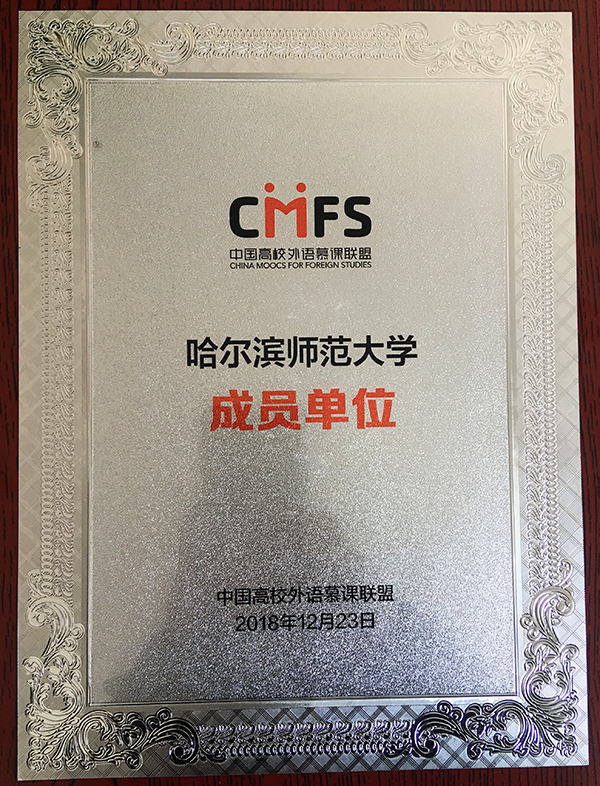 CMFS
中国高校外语慕课联盟
CHINA MOOCS FOR FOREIGN STUDIES
哈尔滨师范大学
成员单位
中国高校外语慕课联盟
2018年12月23日